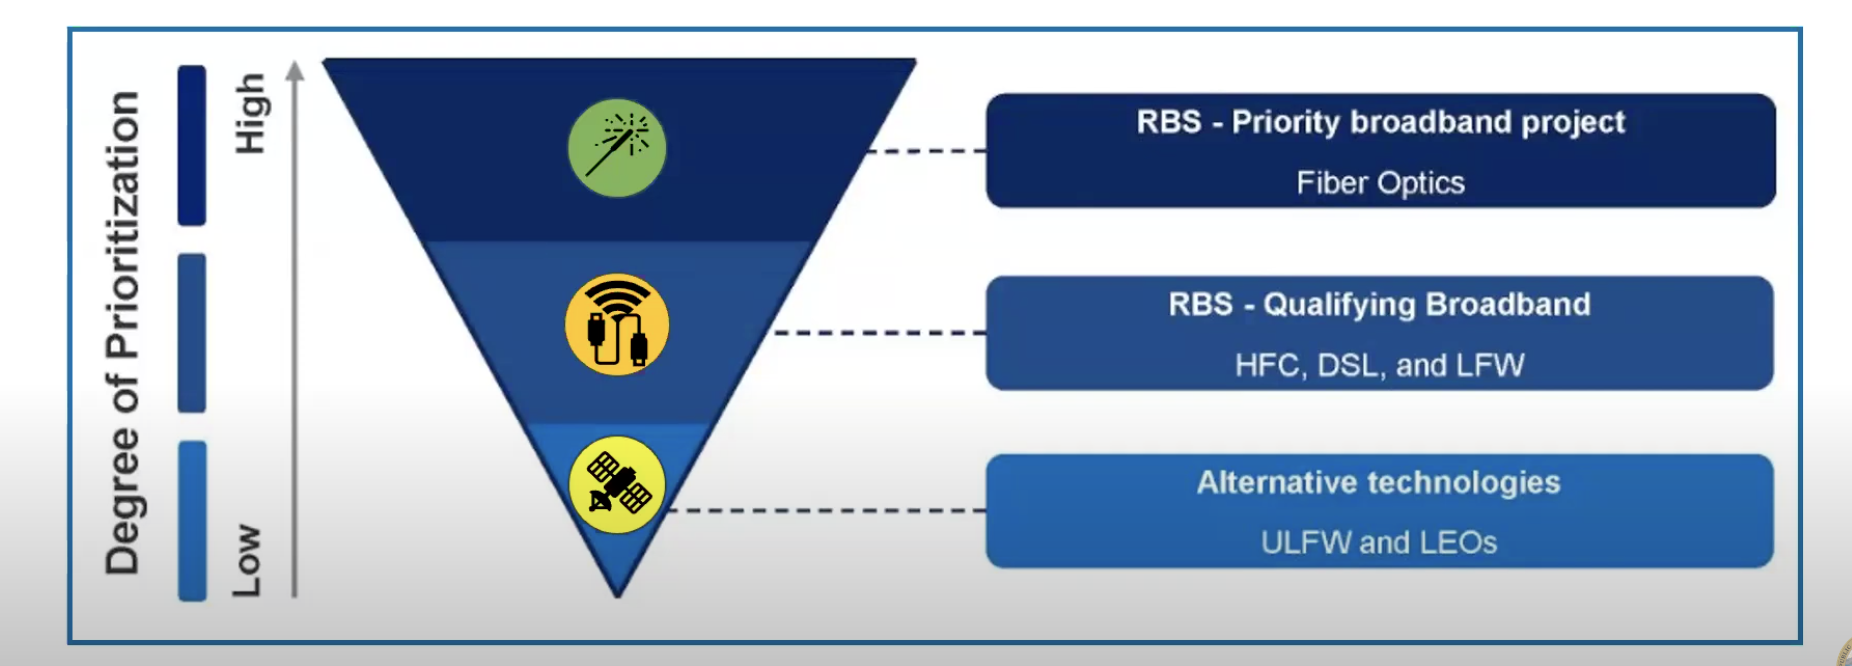 Degree of Prioritization
High
Low
RBS - Priority broadband project
Fiber Optics
RBS - Qualifying Broadband
HFC, DSL, and LFW
Alternative technologies
ULFW and LEOs